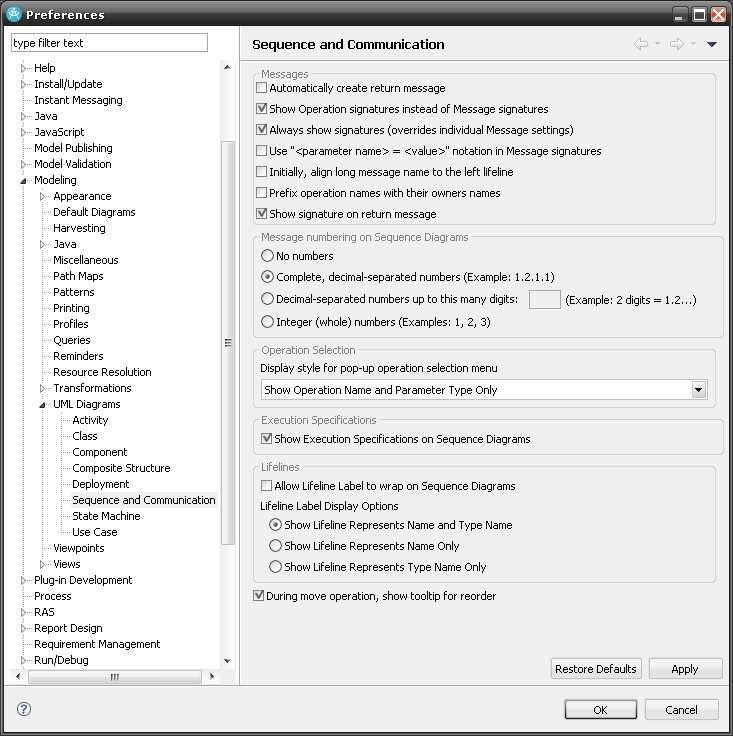 Preferences
type filter text
Help
Install/Update
Instant Messaging
Java
JavaScript
Model Publishing
Model Validation
Modeling
Appearance
Default Diagrams
Harvesting
Java
Miscellaneous
Path Maps
Patterns
Printing
Profiles
Queries
Reminders
Resource Resolution
Transformations
UML Diagrams
Activity
Class
Component
Composite Structure
Deployment
Sequence and Communication
State Machine
Use Case
Viewpoints
Views
Plug-in Development
Process
RAS
Report Design
Requirement Management
Run/Debug
Sequence and Communication
Messages
Automatically create return message
Show Operation signatures instead of Message signatures
Always show signatures (overrides individual Message settings)
Use "<parameter name> = <value>" notation in Message signatures
Initially, align long message name to the left lifeline
Prefix operation names with their owners names
Show signature on return message
Message numbering on Sequence Diagrams
No numbers
Complete, decimal-separated numbers (Example: 1.2.1.1)
Decimal-separated numbers up to this many digits: (Example: 2 digits = 1.2...)
Integer (whole) numbers (Examples: 1, 2, 3)
Operation Selection
Display style for pop-up operation selection menu
Show Operation Name and Parameter Type Only
Execution Specifications
Show Execution Specifications on Sequence Diagrams
Lifelines
Allow Lifeline Label to wrap on Sequence Diagrams
Lifeline Label Display Options
Show Lifeline Represents Name and Type Name
Show Lifeline Represents Name Only
Show Lifeline Represents Type Name Only
During move operation, show tooltip for reorder
Restore Defaults
Apply
?
OK
Cancel